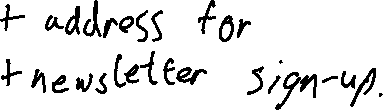 + address for
+ newsletter sign-up.